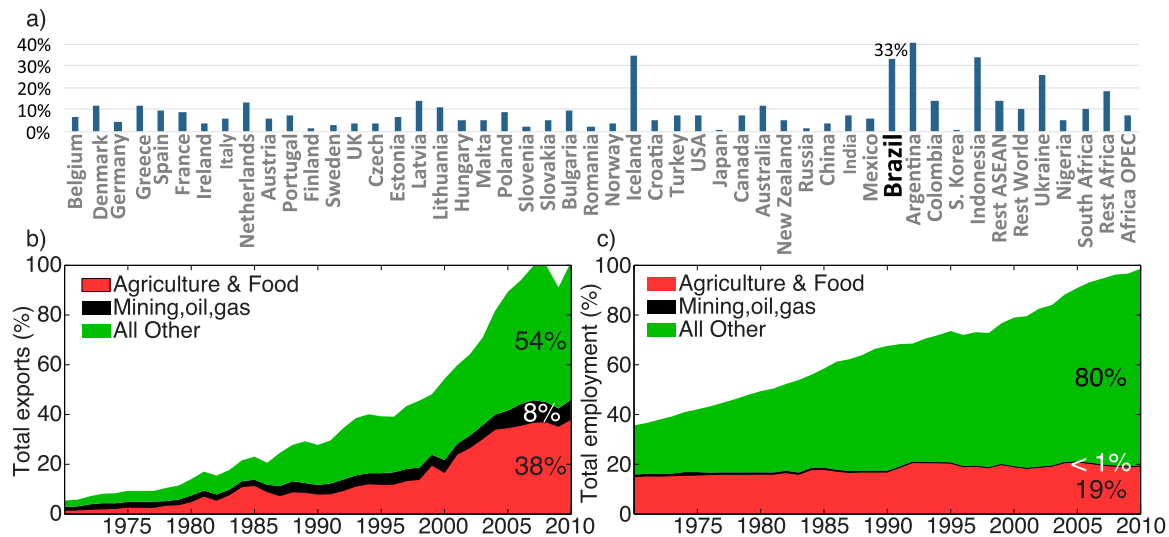 a)
40%
30%
20%
10%
0%
33%
Belgium
Denmark
Germany
Greece
Spain
France
Ireland
Italy
Netherlands
Austria
Portugal
Finland
Sweden
UK
Czech
Estonia
Latvia
Lithuania
Hungary
Malta
Poland
Slovenia
Slovakia
Bulgaria
Romania
Norway
Iceland
Croatia
Turkey
USA
Japan
Canada
Australia
New Zealand
Russia
China
India
Mexico
Brazil
Argentina
Colombia
S. Korea
Indonesia
Rest ASEAN
Rest World
Ukraine
Nigeria
South Africa
Rest Africa
Africa OPEC
b)
Total exports (%)
100
80
60
40
20
0
Agriculture & Food
Mining,oil,gas
All Other
54%
8%
38%
1975 1980 1985 1990 1995 2000 2005 2010
c)
Total employment (%)
100
80
60
40
20
0
Agriculture & Food
Mining,oil,gas
All Other
80%
< 1%
19%
1975 1980 1985 1990 1995 2000 2005 2010